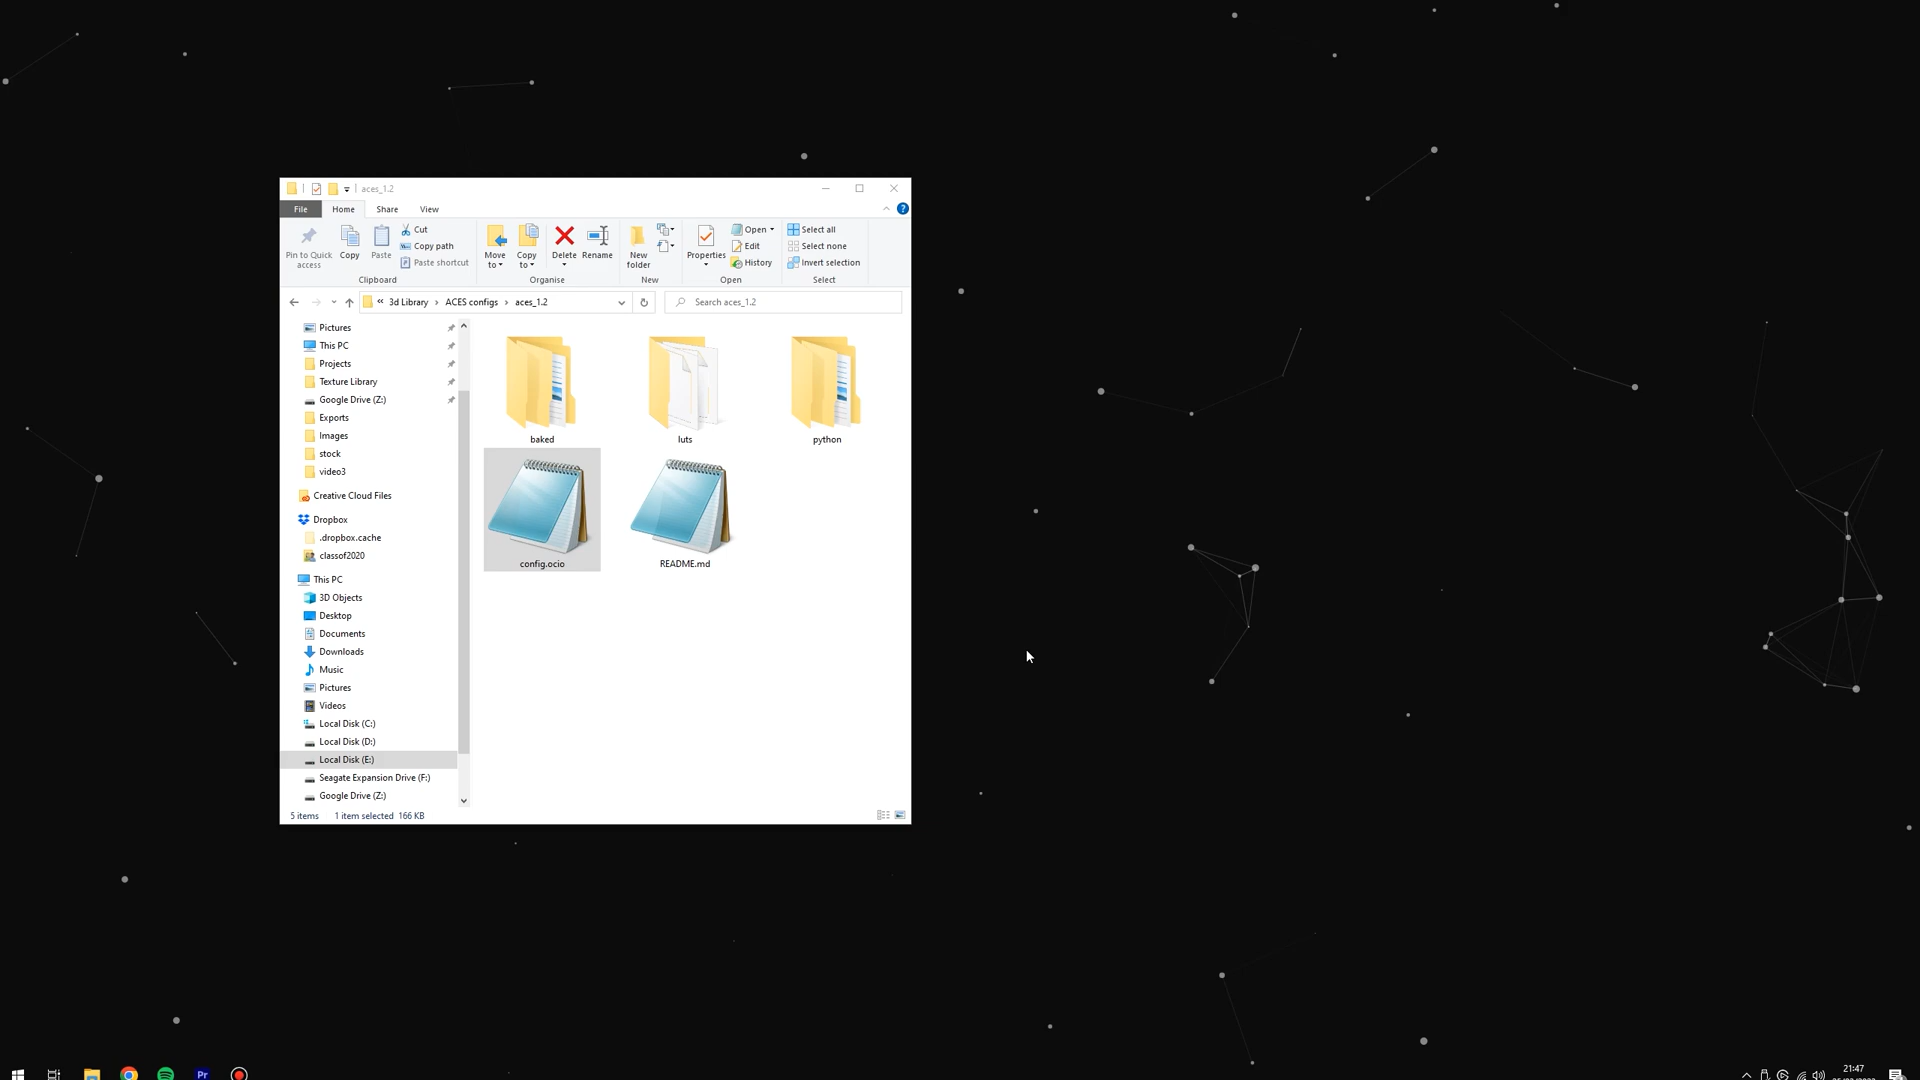 aces_1.2
File Home Share View
Pin to Quick access
Copy
Paste
Cut
Copy path
Paste shortcut
Clipboard
Move to
Copy to
Delete
Rename
Organise
New folder
New
Properties
Open
Edit
History
Open
Select all
Select none
Invert selection
Select
« 3d Library > ACES configs > aces_1.2
Search aces_1.2
Pictures
This PC
Projects
Texture Library
Google Drive (Z:)
Exports
Images
stock
video3
Creative Cloud Files
Dropbox
.dropbox.cache
classof2020
This PC
3D Objects
Desktop
Documents
Downloads
Music
Pictures
Videos
Local Disk (C:)
Local Disk (D:)
Local Disk (E:)
Seagate Expansion Drive (F:)
Google Drive (Z:)
baked
luts
python
config.ocio
README.md
5 items 1 item selected 166 KB
Pr
21:47